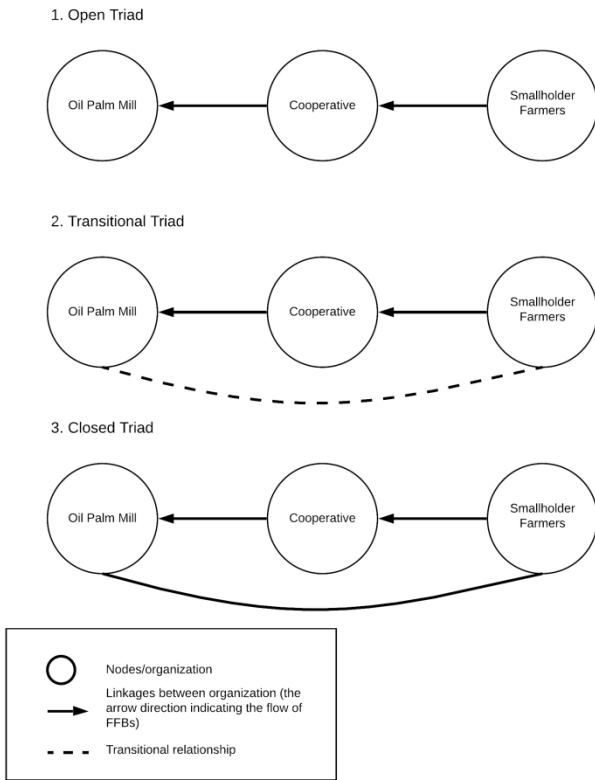 1. Open Triad
Oil Palm Mill
Cooperative
Smallholder
Farmers
2. Transitional Triad
Oil Palm Mill
Cooperative
Smallholder
Farmers
3. Closed Triad
Oil Palm Mill
Cooperative
Smallholder
Farmers
Nodes/organization
Linkages between organization (the
arrow direction indicating the flow of
FFBs)
Transitional relationship